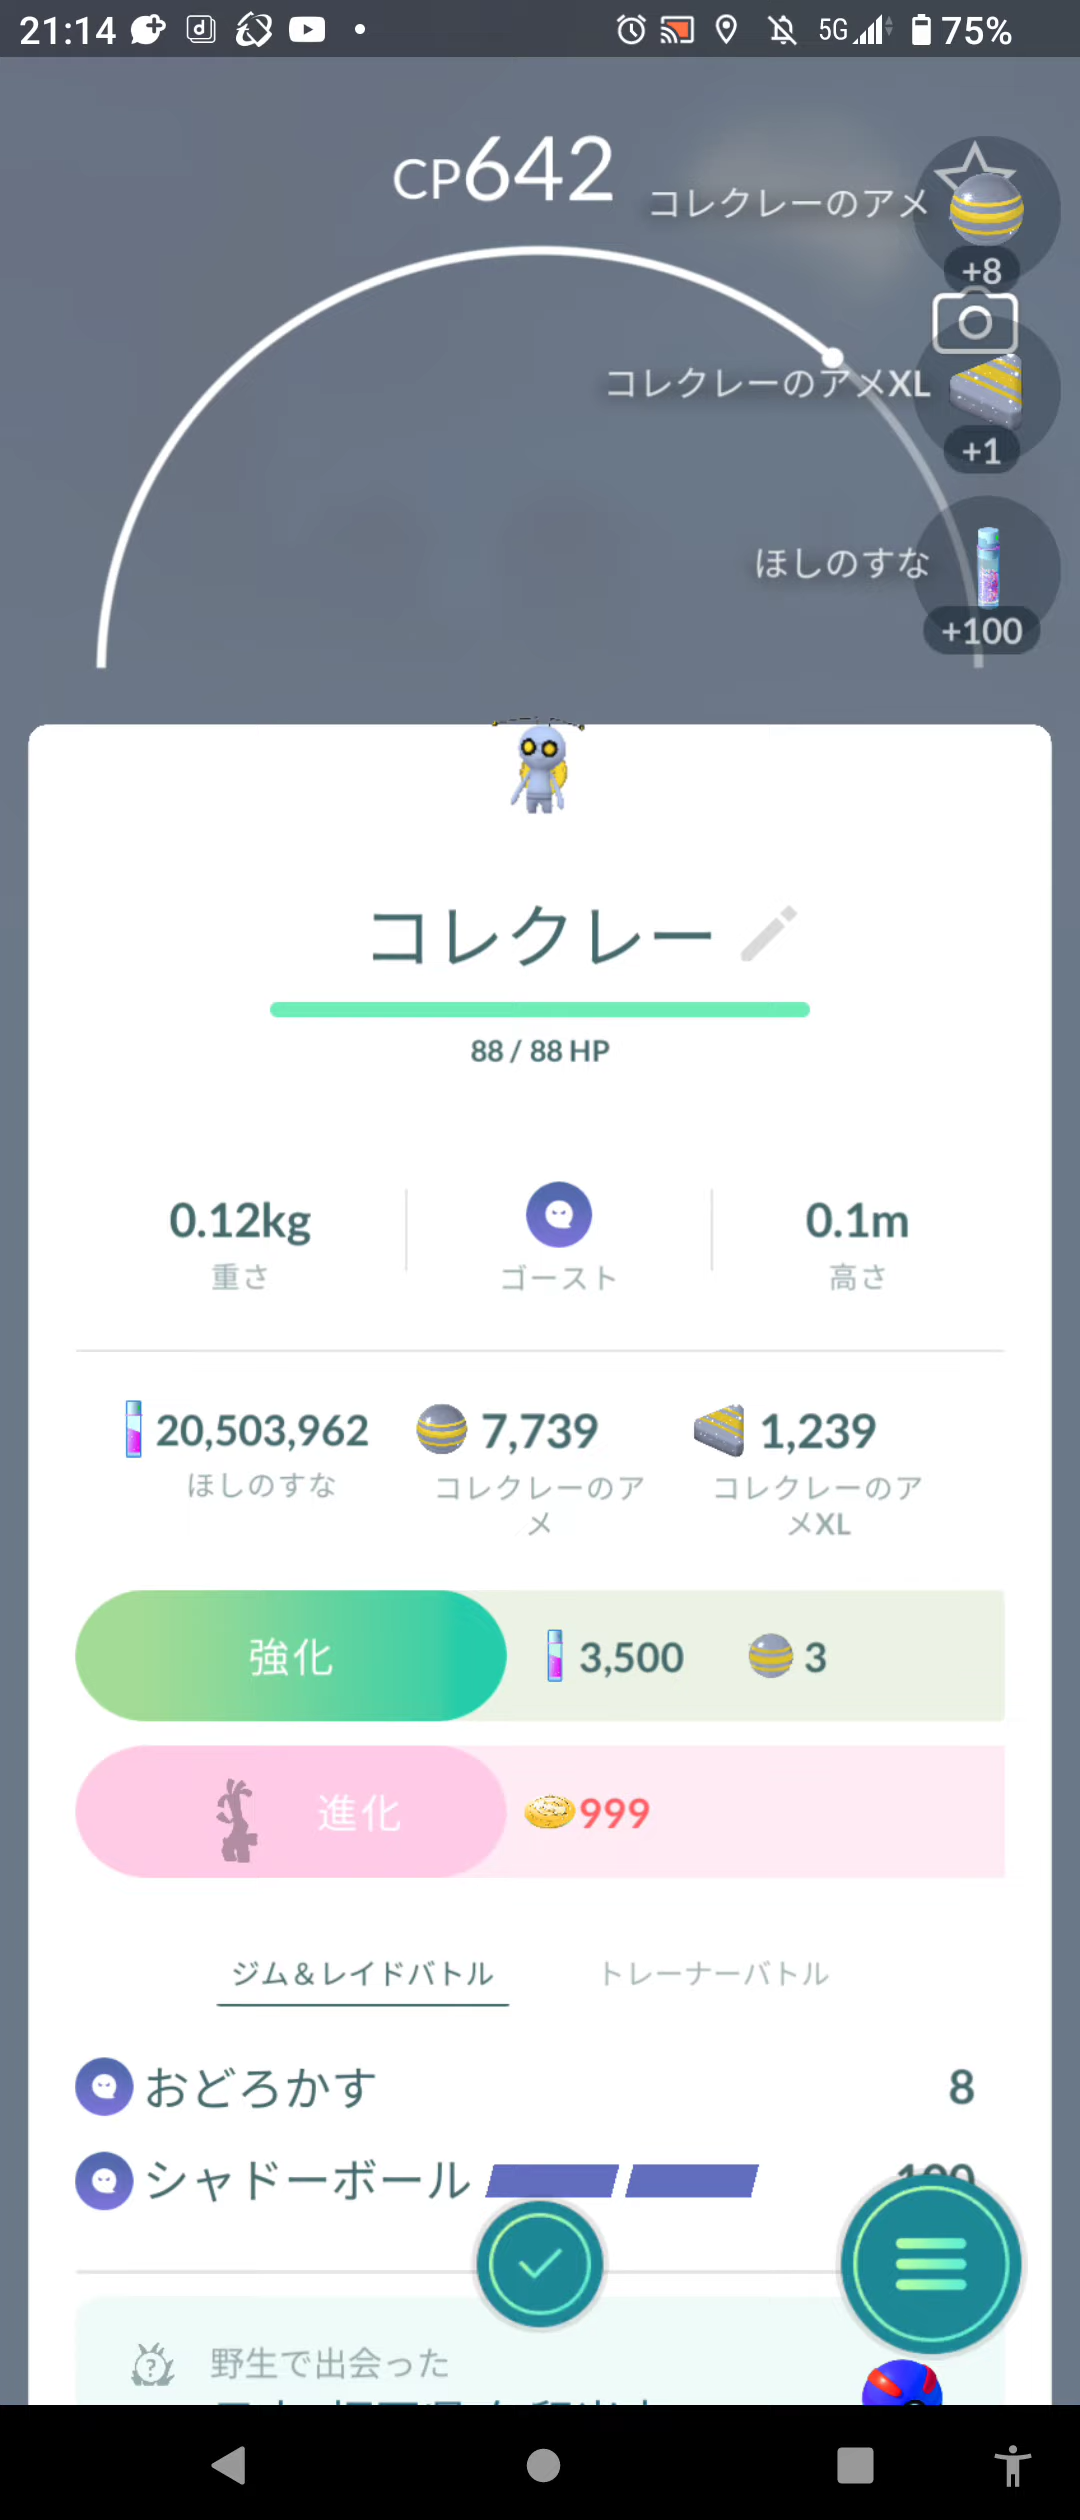 21:14
5G
75%
CP642
コレクレーのアメ
+8
コレクレーのアメXL
+1
ほしのすな
+100
コレクレー
88 / 88 HP
0.12kg
重さ
ゴースト
0.1m
高さ
20,503,962
ほしのすな
7,739
コレクレーのア
メ
1,239
コレクレーのア
メXL
強化
3,500
3
進化
999
ジム&レイドバトル
トレーナーバトル
おどろかす
8
シャドーボール
野生で出会った